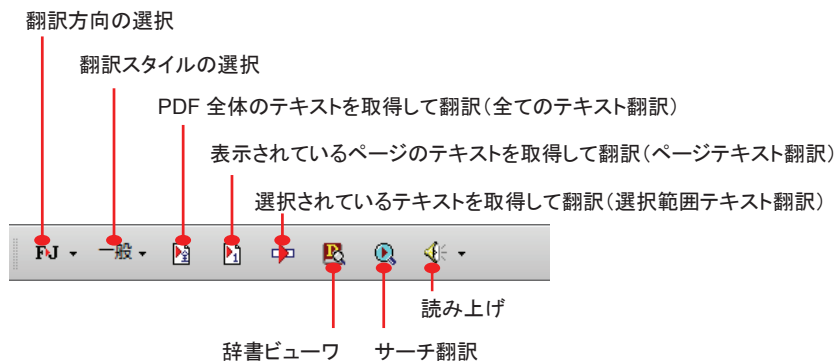 翻訳方向の選択
翻訳スタイルの選択
PDF 全体のテキストを取得して翻訳(全てのテキスト翻訳)
表示されているページのテキストを取得して翻訳(ページテキスト翻訳)
選択されているテキストを取得して翻訳(選択範囲テキスト翻訳)
一般
読み上げ
辞書ビューワ サーチ翻訳